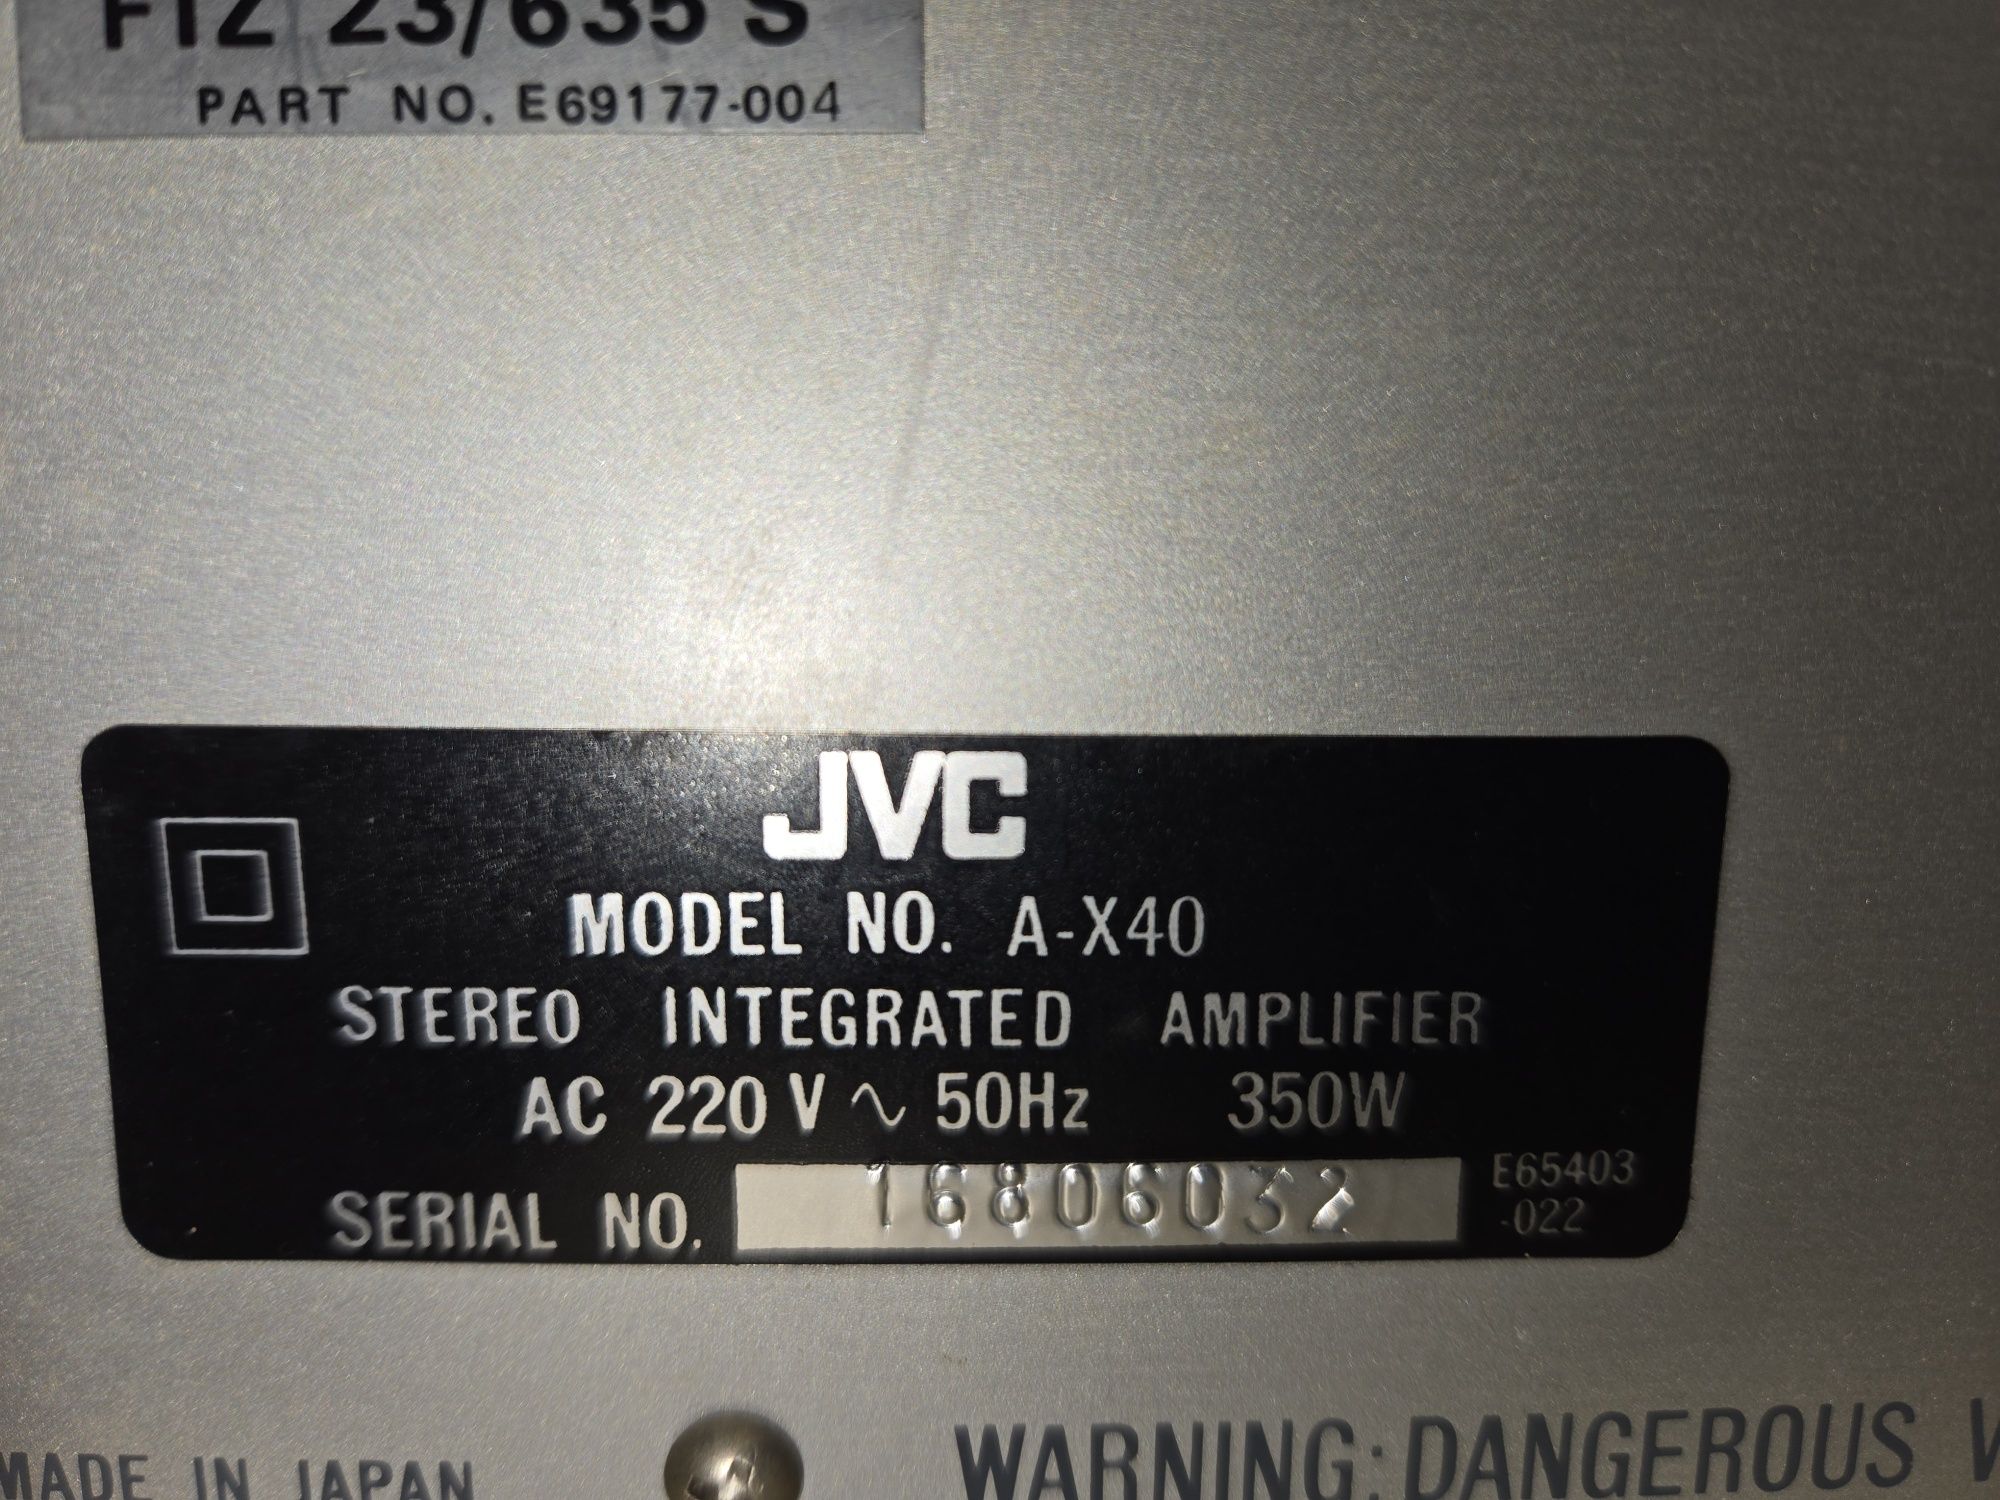 FTZ 23/635 S
PART NO. E69177-004
JVC
MODEL NO. A-X40
STEREO INTEGRATED AMPLIFIER
AC 220 V ~ 50Hz 350W
SERIAL NO. 16806032
E65403
-022
MADE IN JAPAN
WARNING: DANGEROUS